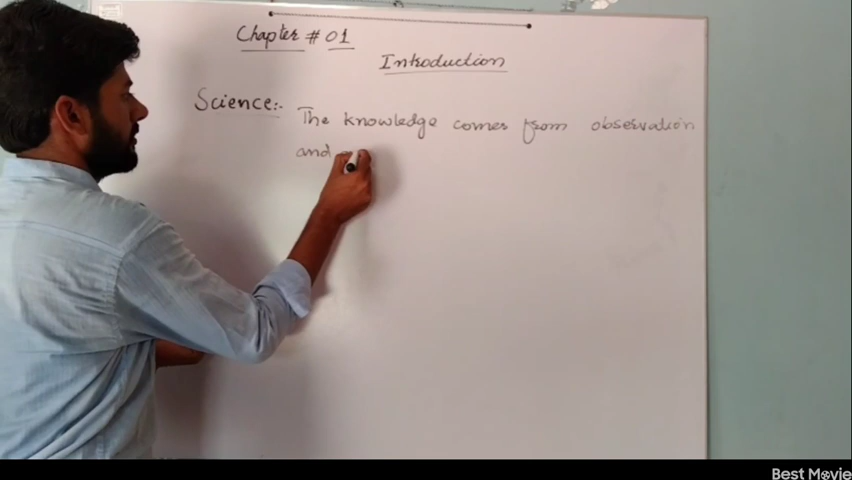 Chapter # 01
Introduction
Science:- The knowledge comes from observation
and
Best Movie